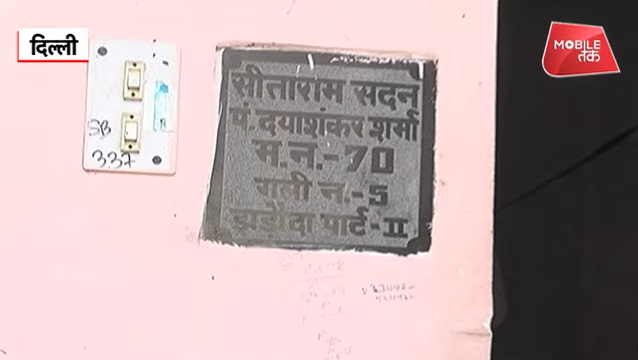 दिल्ली
MOBILE
तक
SB
337
सीताराम सदन
पं. दयाशंकर शर्मा
म. न.-70
गली न.-5
झड़ौदा पार्ट-II